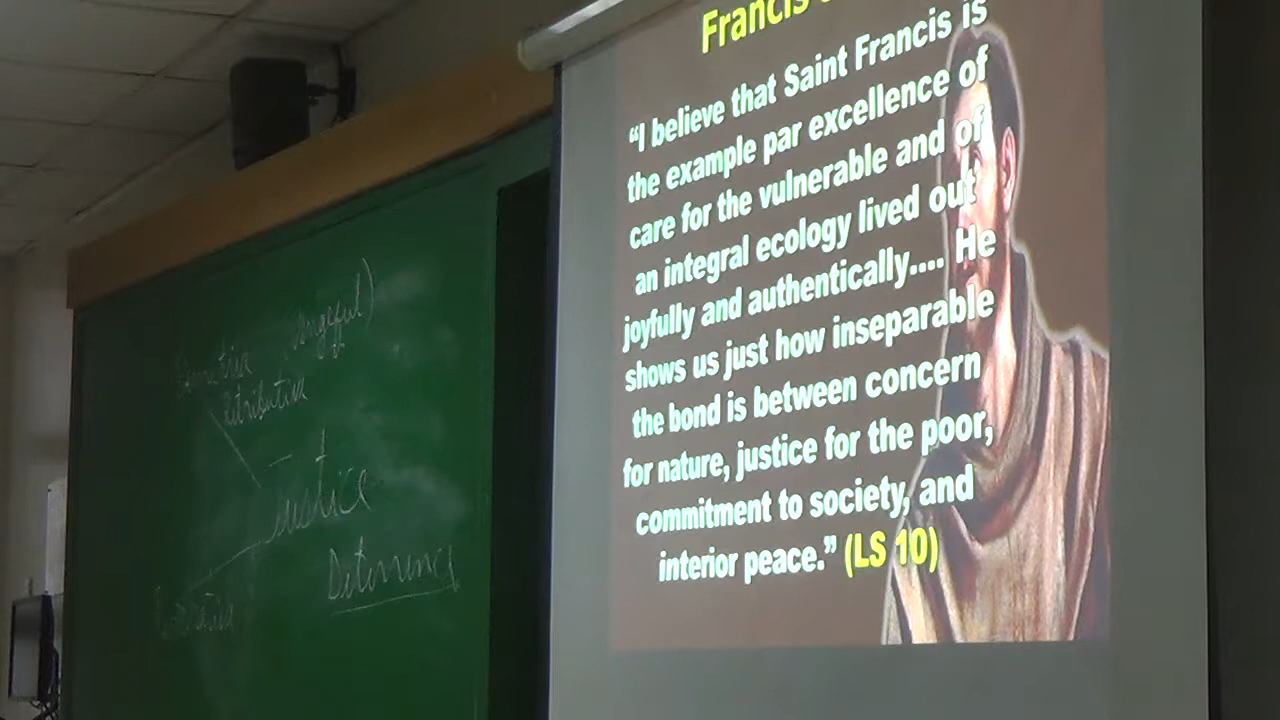 Francis
“I believe that Saint Francis is
the example par excellence of
care for the vulnerable and of
an integral ecology lived out
joyfully and authentically.... He
shows us just how inseparable
the bond is between concern
for nature, justice for the poor,
commitment to society, and
interior peace.” (LS 10)
Justice